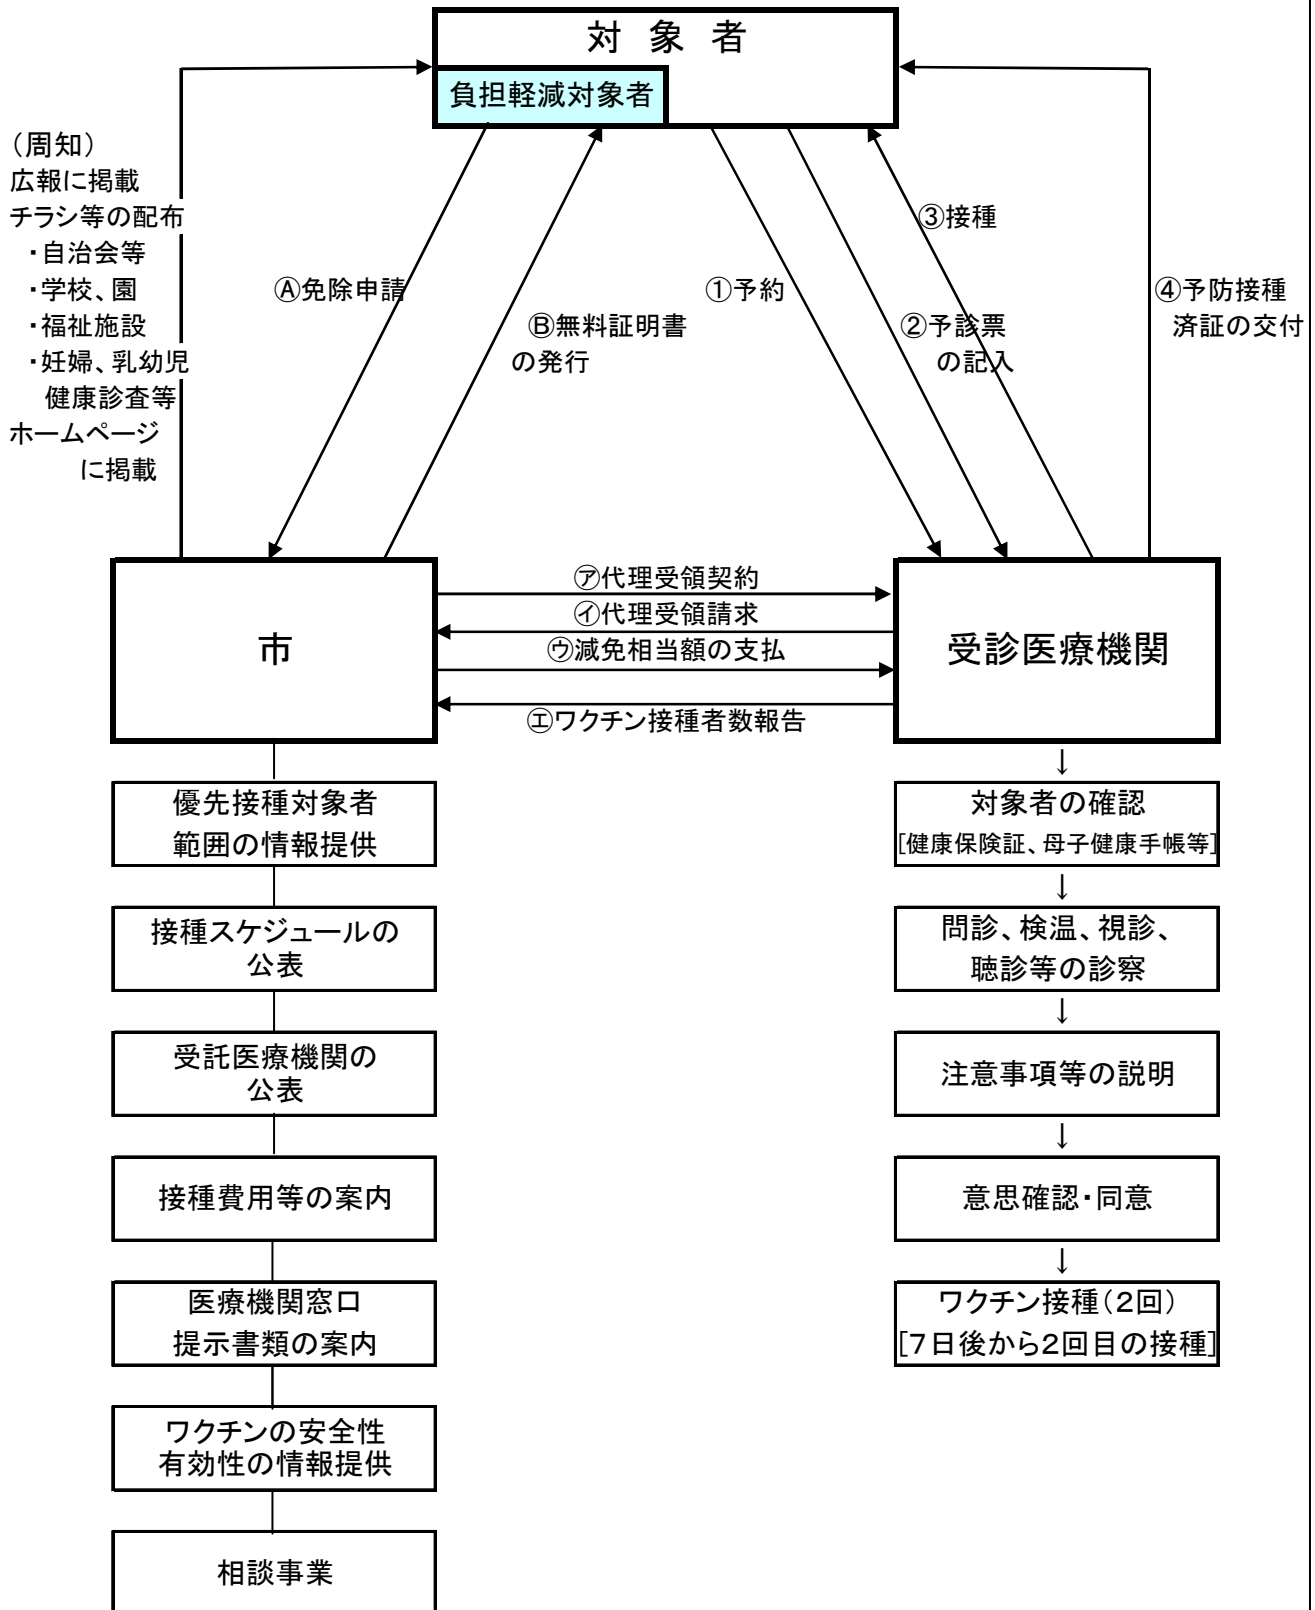 対 象 者
負担軽減対象者
(周知)
広報に掲載
チラシ等の配布
・自治会等
・学校、園
・福祉施設
・妊婦、乳幼児
健康診査等
ホームページ
に掲載
Ⓐ免除申請
Ⓑ無料証明書
の発行
①予約
②予診票
の記入
③接種
④予防接種
済証の交付
市
㋐代理受領契約
㋑代理受領請求
㋒減免相当額の支払
㋓ワクチン接種者数報告
受診医療機関
優先接種対象者
範囲の情報提供
接種スケジュールの
公表
受託医療機関の
公表
接種費用等の案内
医療機関窓口
提示書類の案内
ワクチンの安全性
有効性の情報提供
相談事業
↓
対象者の確認
[健康保険証、母子健康手帳等]
↓
問診、検温、視診、
聴診等の診察
↓
注意事項等の説明
↓
意思確認・同意
↓
ワクチン接種(2回)
[7日後から2回目の接種]